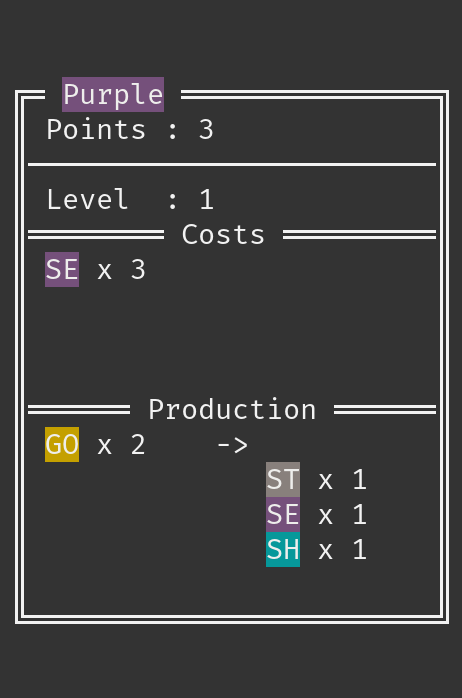 Purple
Points : 3
Level  : 1
Costs
SE x 3
Production
GO x 2    ->
ST x 1
SE x 1
SH x 1